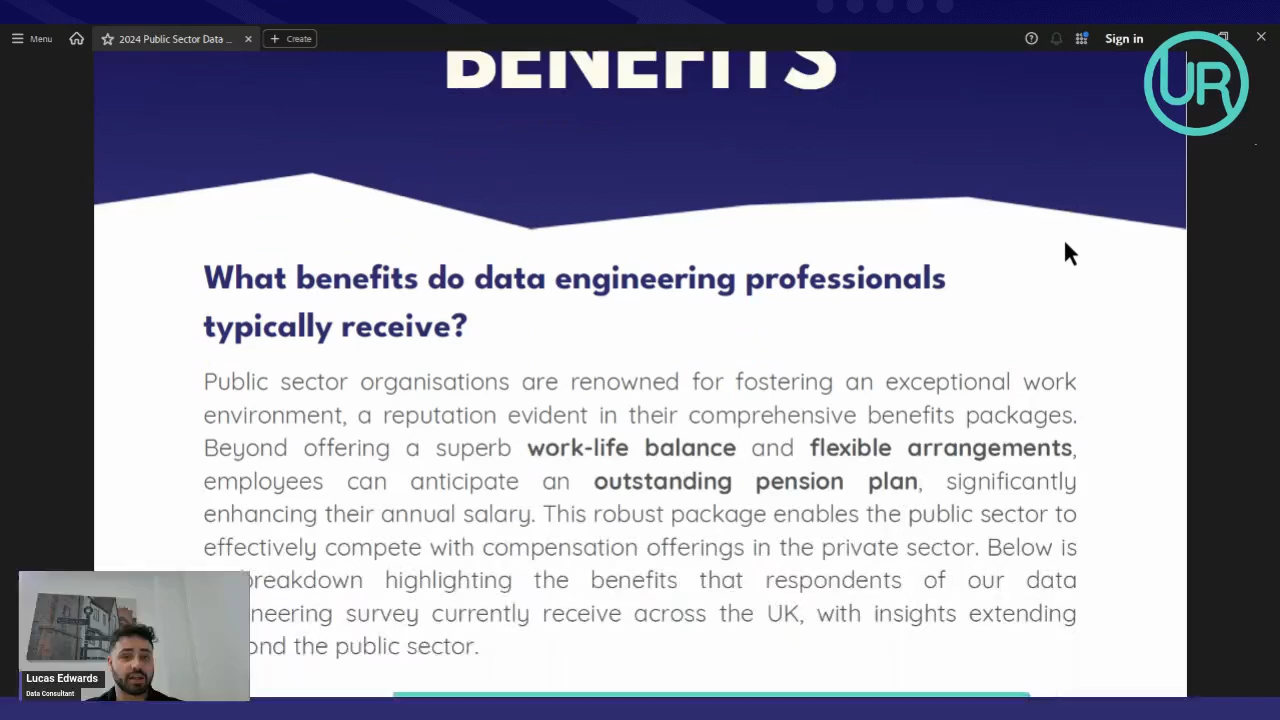 Menu
2024 Public Sector Data ...
Create
Sign in
BENEFITS
UR
What benefits do data engineering professionals
typically receive?
Public sector organisations are renowned for fostering an exceptional work
environment, a reputation evident in their comprehensive benefits packages.
Beyond offering a superb work-life balance and flexible arrangements,
employees can anticipate an outstanding pension plan, significantly
enhancing their annual salary. This robust package enables the public sector to
effectively compete with compensation offerings in the private sector. Below is
breakdown highlighting the benefits that respondents of our data
neering survey currently receive across the UK, with insights extending
ond the public sector.
Lucas Edwards
Data Consultant